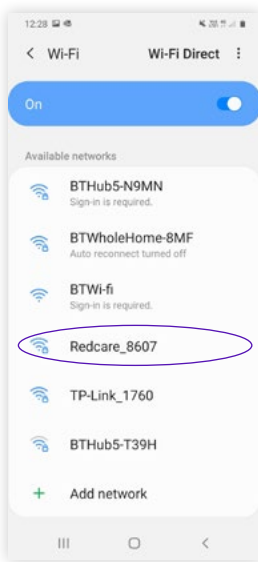 12:28
Wi-Fi Wi-Fi Direct
On
Available networks
BTHub5-N9MN
Sign-in is required.
BTWholeHome-8MF
Auto reconnect turned off
BTWi-fi
Sign-in is required.
Redcare_8607
TP-Link_1760
BTHub5-T39H
+ Add network